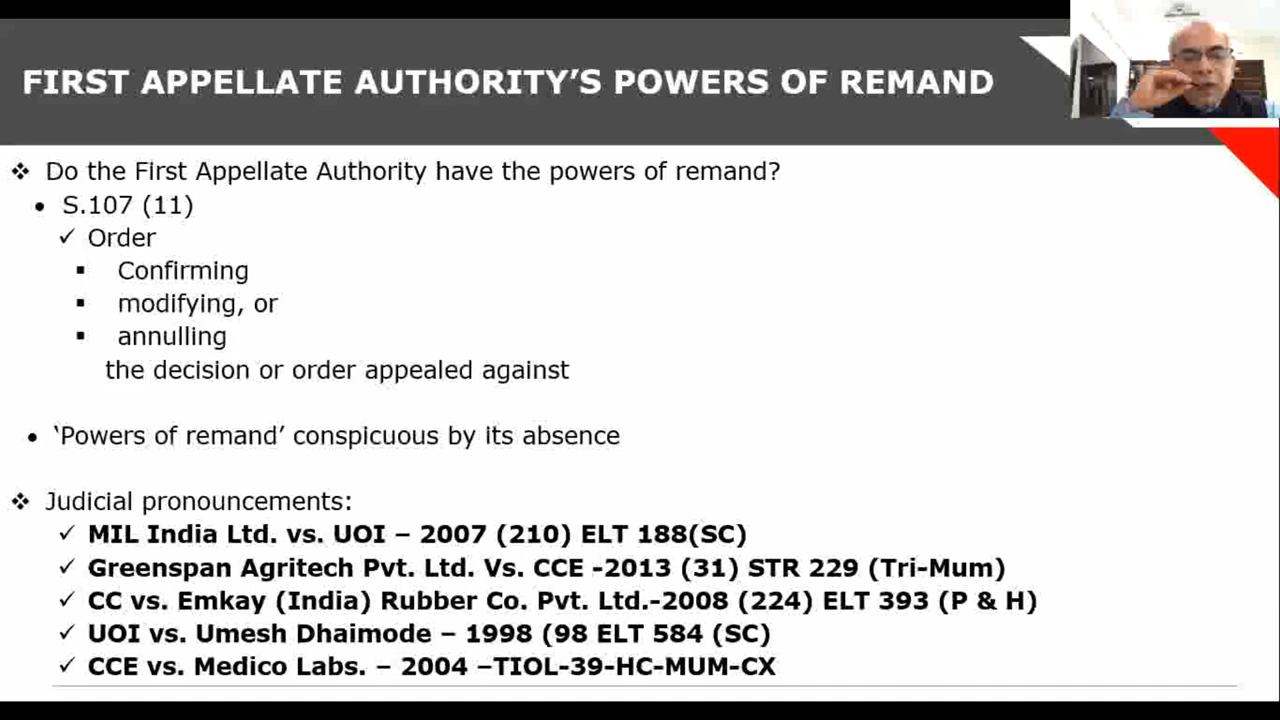 FIRST APPELLATE AUTHORITY’S POWERS OF REMAND
❖ Do the First Appellate Authority have the powers of remand?
• S.107 (11)
✓ Order
▪ Confirming
▪ modifying, or
▪ annulling
the decision or order appealed against
• ‘Powers of remand’ conspicuous by its absence
❖ Judicial pronouncements:
✓ MIL India Ltd. vs. UOI – 2007 (210) ELT 188(SC)
✓ Greenspan Agritech Pvt. Ltd. Vs. CCE -2013 (31) STR 229 (Tri-Mum)
✓ CC vs. Emkay (India) Rubber Co. Pvt. Ltd.-2008 (224) ELT 393 (P & H)
✓ UOI vs. Umesh Dhaimode – 1998 (98 ELT 584 (SC)
✓ CCE vs. Medico Labs. – 2004 –TIOL-39-HC-MUM-CX